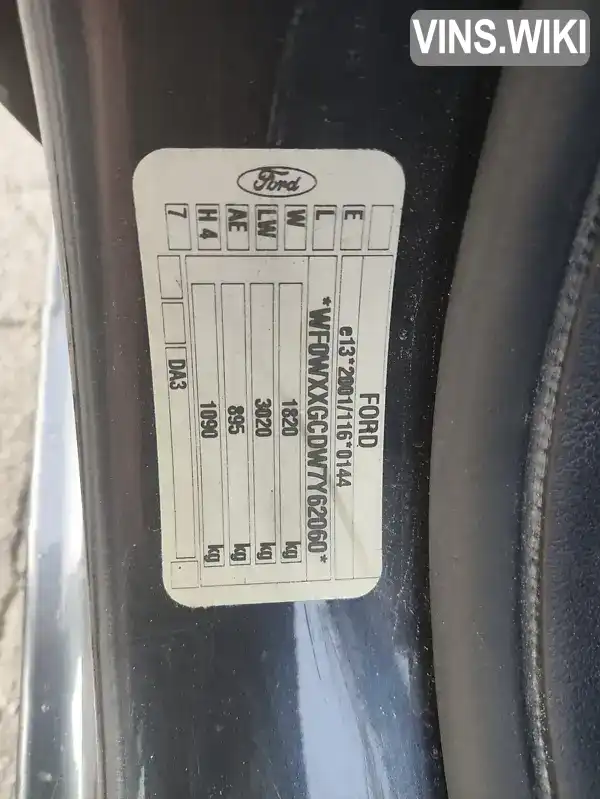 VINS.WIKI
Ford
FORD
e13*2001/116*0144
*WF0WXXGCDW7Y62060*
1820 kg
3020 kg
895 kg
1090 kg
DA3
E
L
W
LW
AE
H 4
7